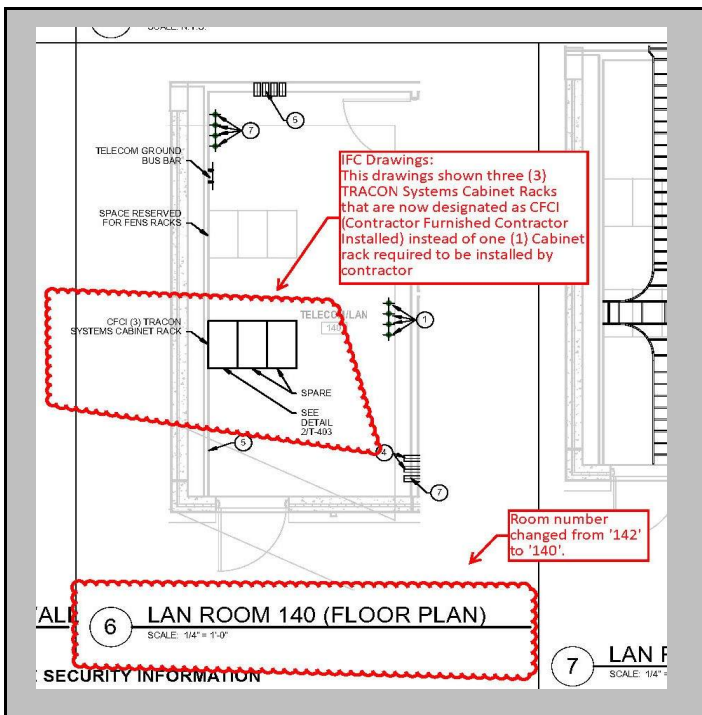 SCALE: N.T.S.
5
7
TELECOM GROUND
BUS BAR
IFC Drawings:
This drawings shown three (3)
TRACON Systems Cabinet Racks
that are now designated as CFCI
(Contractor Furnished Contractor
Installed) instead of one (1) Cabinet
rack required to be installed by
contractor
SPACE RESERVED
FOR FENS RACKS
CFCI (3) TRACON
SYSTEMS CABINET RACK
TELECOM/LAN
140
1
SPARE
SEE
DETAIL
2/T-403
5
4
7
Room number
changed from '142'
to '140'.
6
LAN ROOM 140 (FLOOR PLAN)
SCALE: 1/4" = 1'-0"
7
LAN
SCALE: 1/4" =
SECURITY INFORMATION